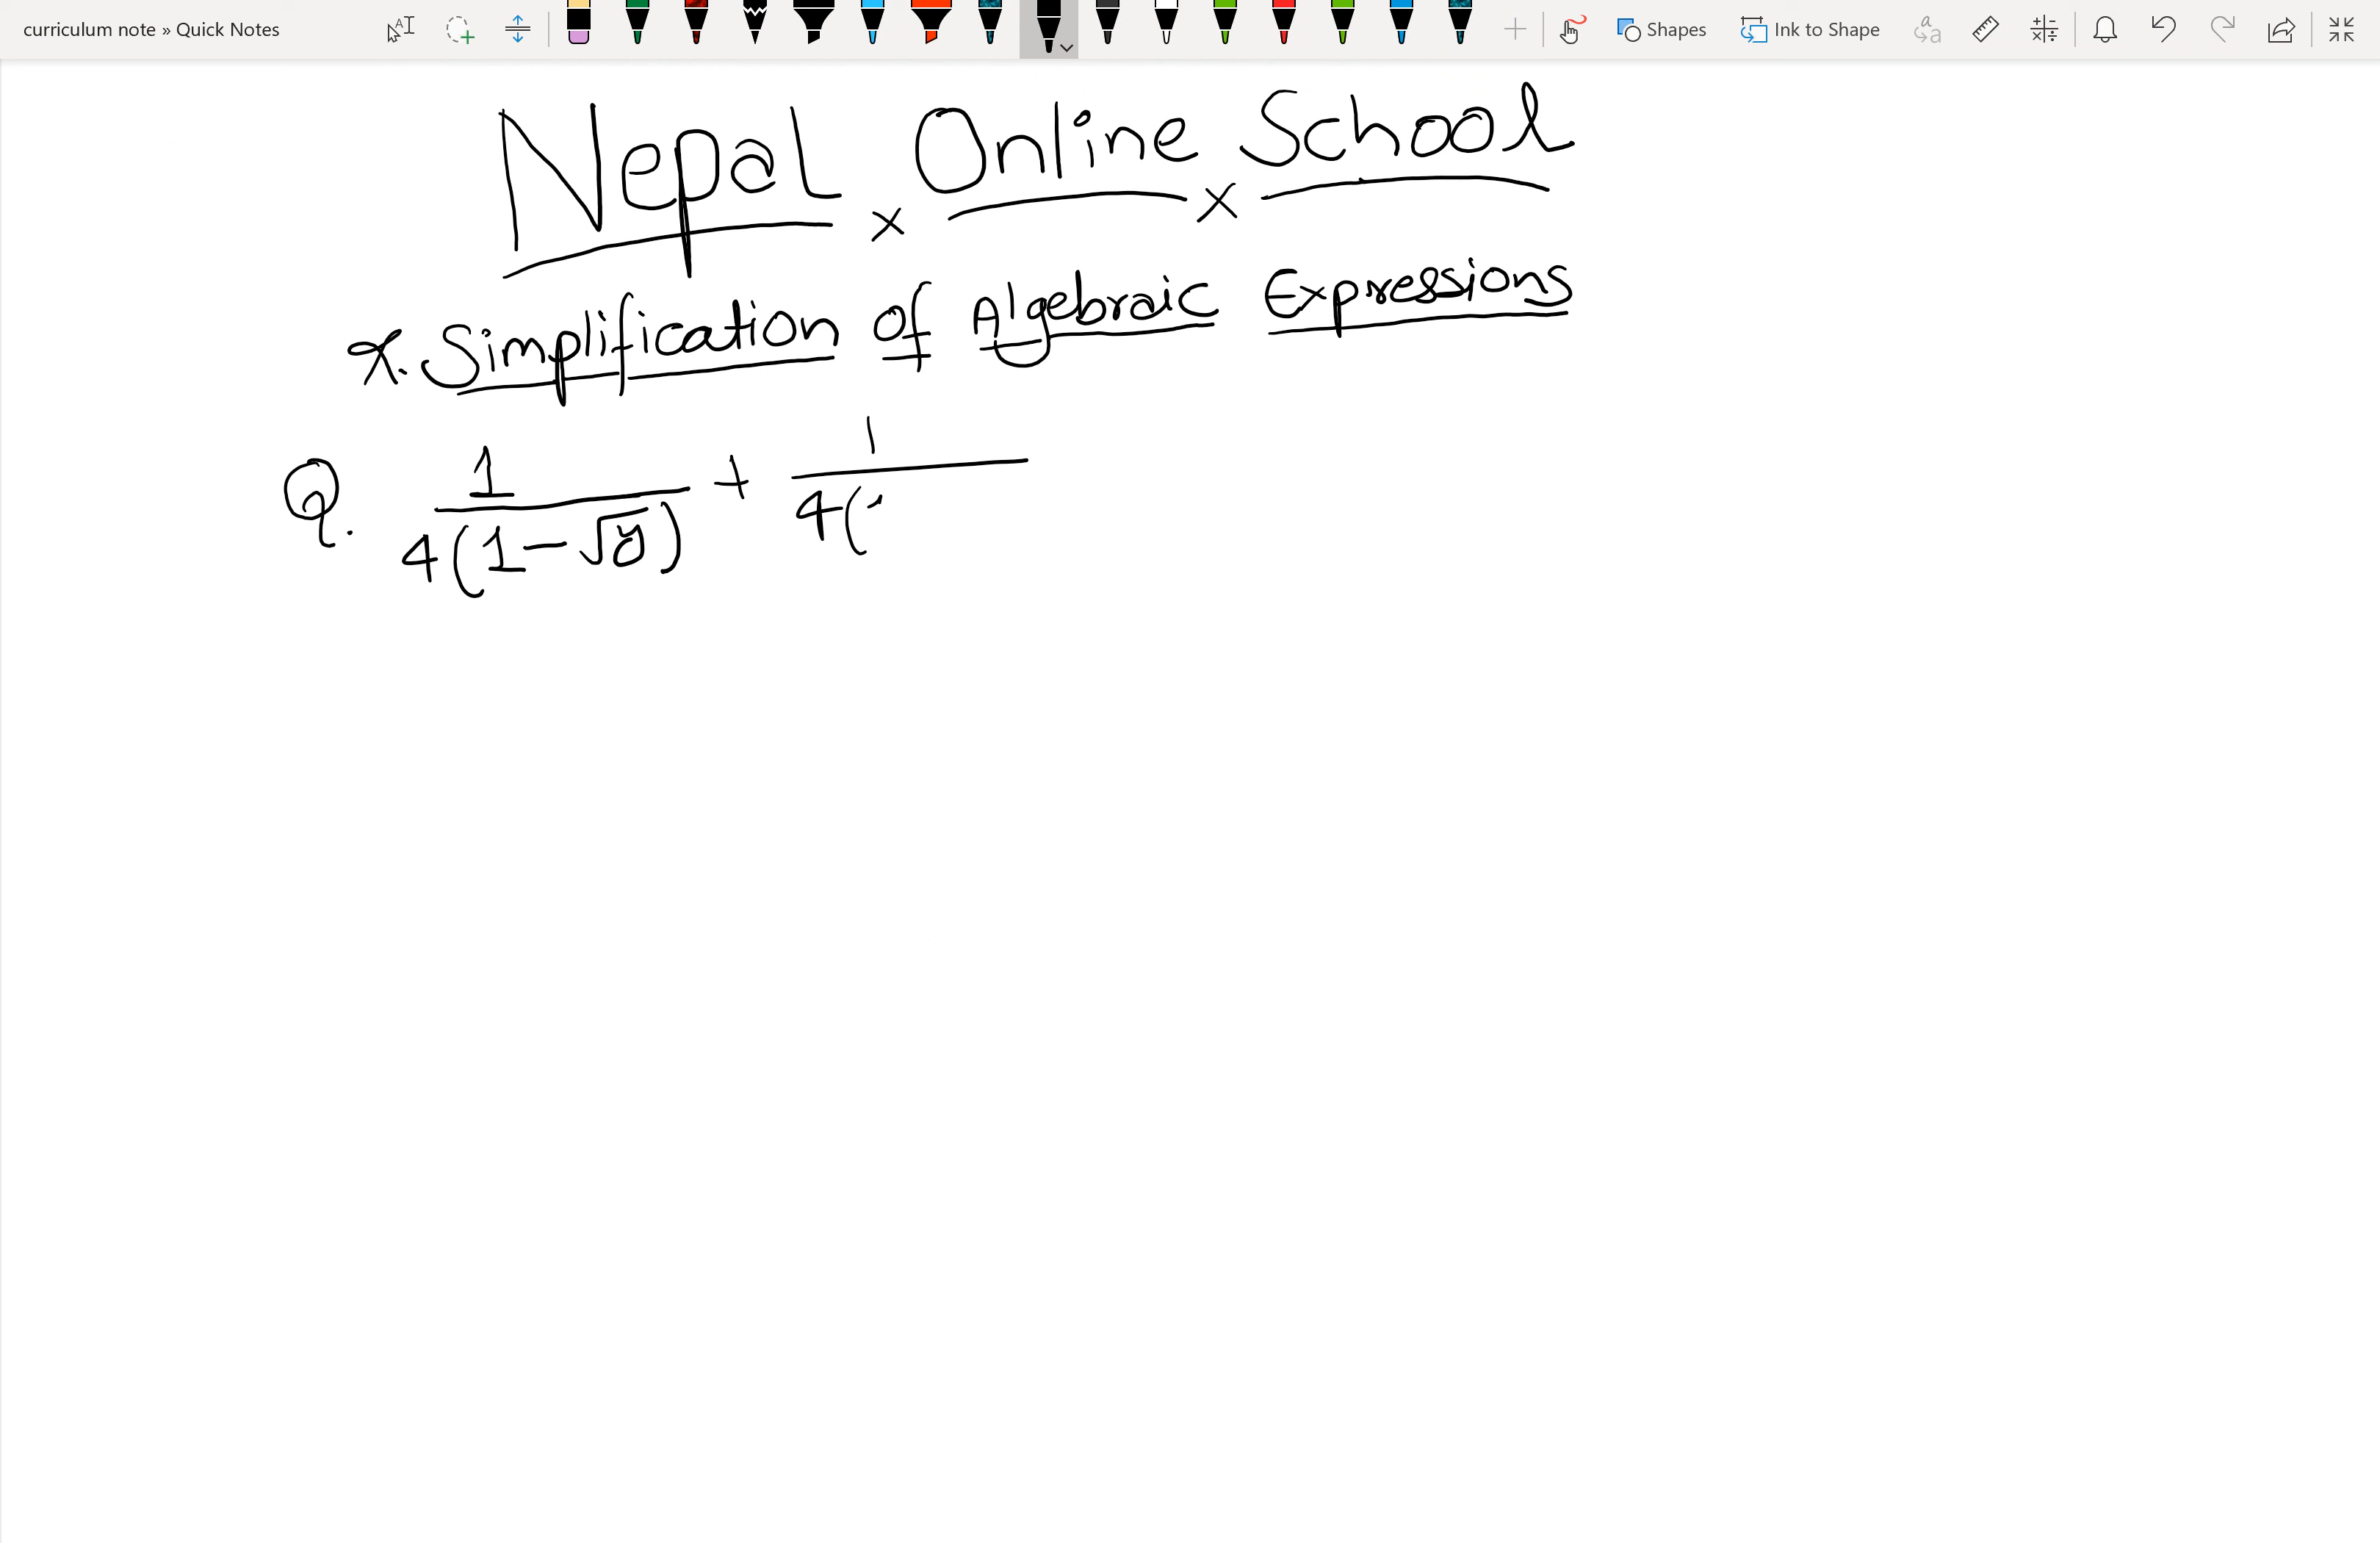 curriculum note » Quick Notes Shapes Ink to Shape
Nepal x Online x School
*. Simplification of Algebraic Expressions
Q. 1/4(1-√y) + 1/4(